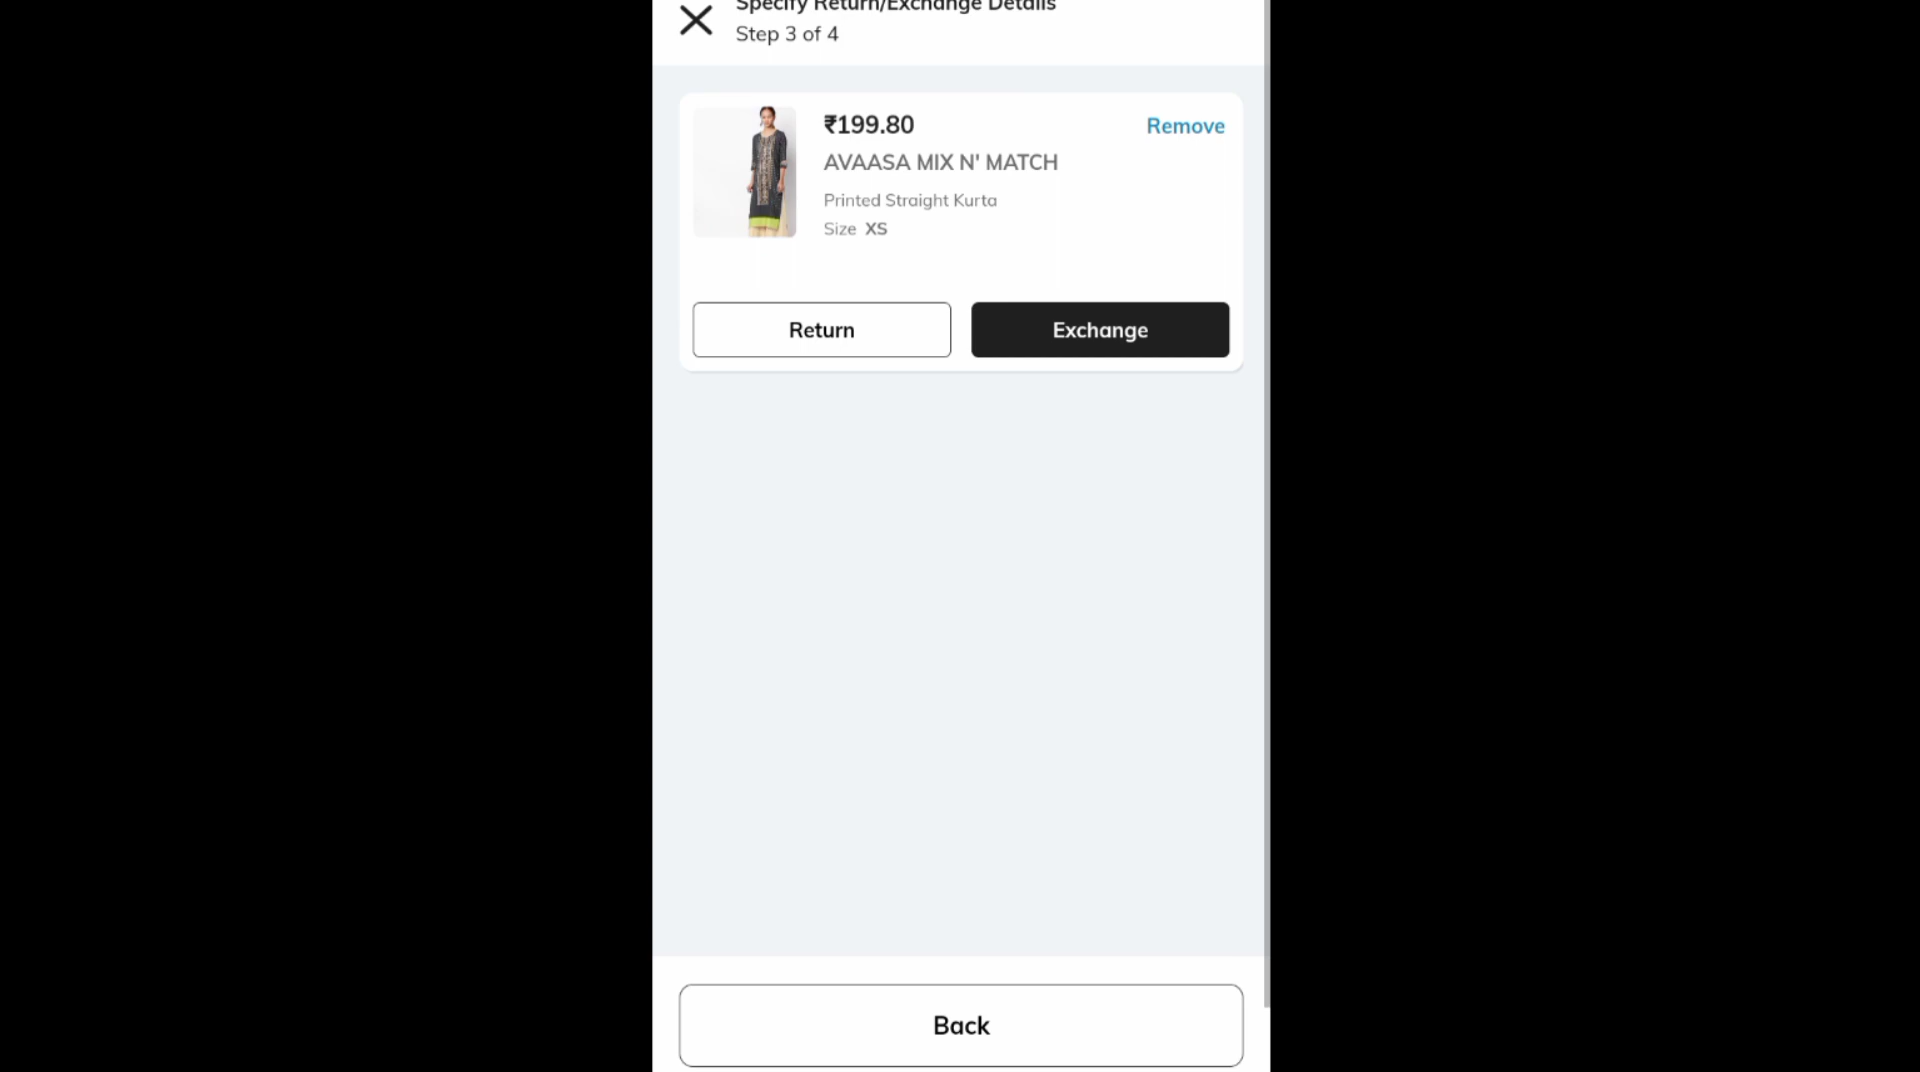 Specify Return/Exchange Details
Step 3 of 4
₹199.80
Remove
AVAASA MIX N' MATCH
Printed Straight Kurta
Size XS
Return
Exchange
Back